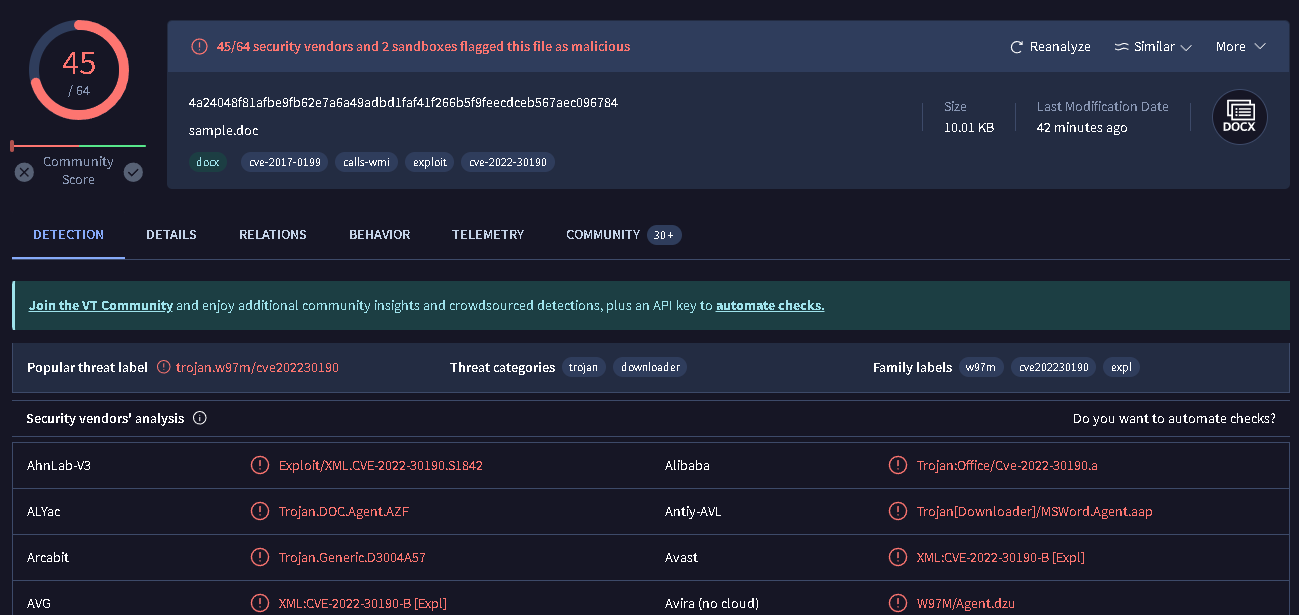 45
/ 64
Community
Score
45/64 security vendors and 2 sandboxes flagged this file as malicious
Reanalyze
Similar
More
4a24048f81afbe9fb62e7a6a49adbd1faf41f266b5f9feecdceb567aec096784
sample.doc
docx cve-2017-0199 calls-wmi exploit cve-2022-30190
Size
10.01 KB
Last Modification Date
42 minutes ago
DOCX
DETECTION DETAILS RELATIONS BEHAVIOR TELEMETRY COMMUNITY 30+
Join the VT Community and enjoy additional community insights and crowdsourced detections, plus an API key to automate checks.
Popular threat label trojan.w97m/cve202230190 Threat categories trojan downloader Family labels w97m cve202230190 expl
Security vendors' analysis Do you want to automate checks?
AhnLab-V3 Exploit/XML.CVE-2022-30190.S1842 Alibaba Trojan:Office/Cve-2022-30190.a
ALYac Trojan.DOC.Agent.AZF Antiy-AVL Trojan[Downloader]/MSWord.Agent.aap
Arcabit Trojan.Generic.D3004A57 Avast XML:CVE-2022-30190-B [Expl]
AVG XML:CVE-2022-30190-B [Expl] Avira (no cloud) W97M/Agent.dzu